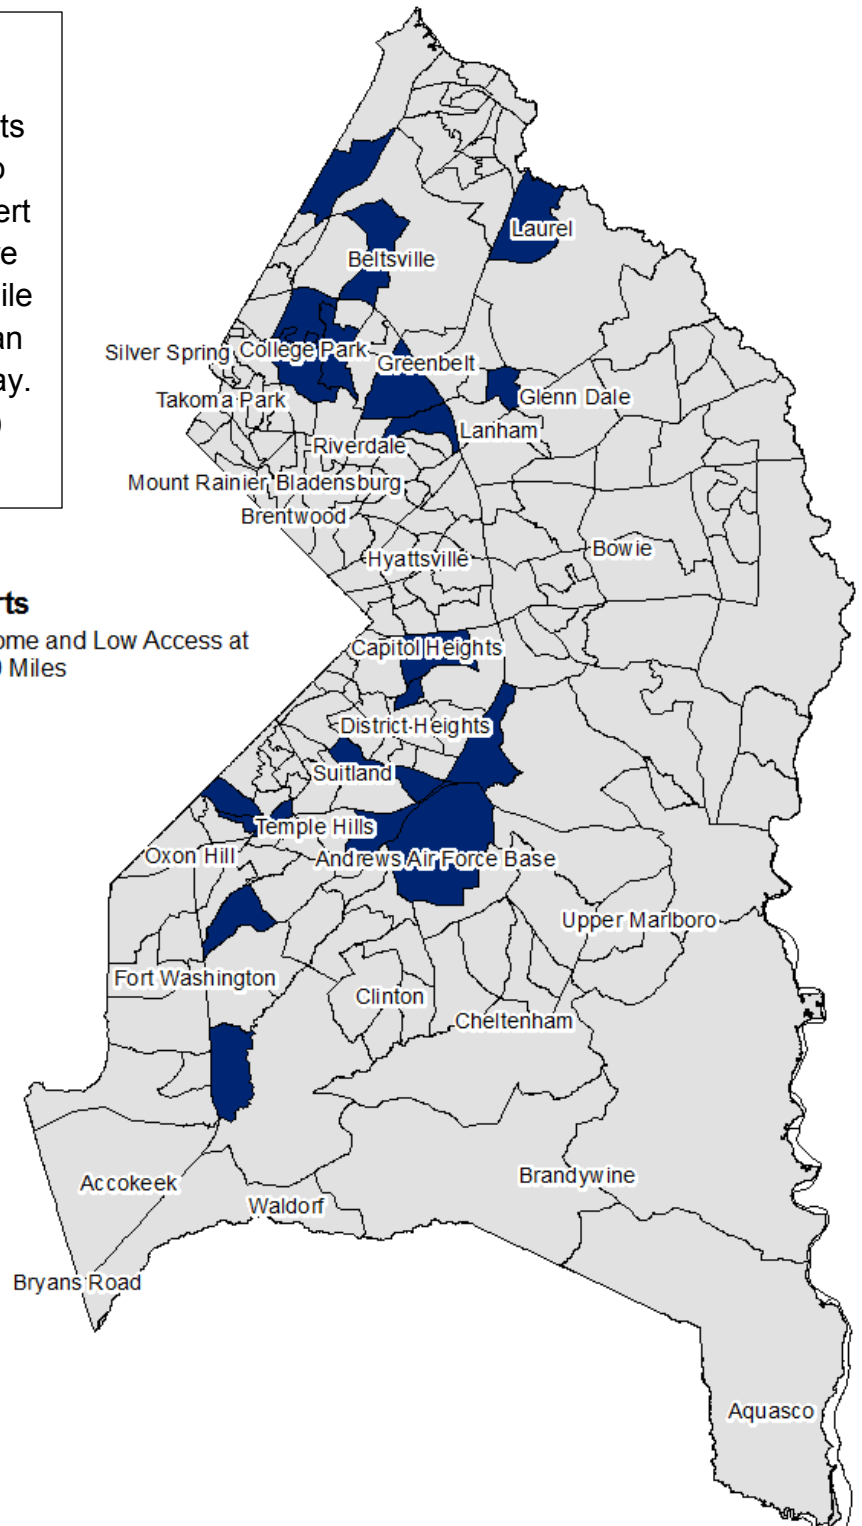 ts
ert
ile
an
ay.
)
rts
ome and Low Access at
Miles
Laurel
Beltsville
Silver Spring
College Park
Greenbelt
Takoma Park
Glenn Dale
Riverdale
Lanham
Mount Rainier
Bladensburg
Brentwood
Hyattsville
Bowie
Capitol Heights
District Heights
Suitland
Temple Hills
Oxon Hill
Andrews Air Force Base
Upper Marlboro
Fort Washington
Clinton
Cheltenham
Accokeek
Brandywine
Waldorf
Bryans Road
Aquasco